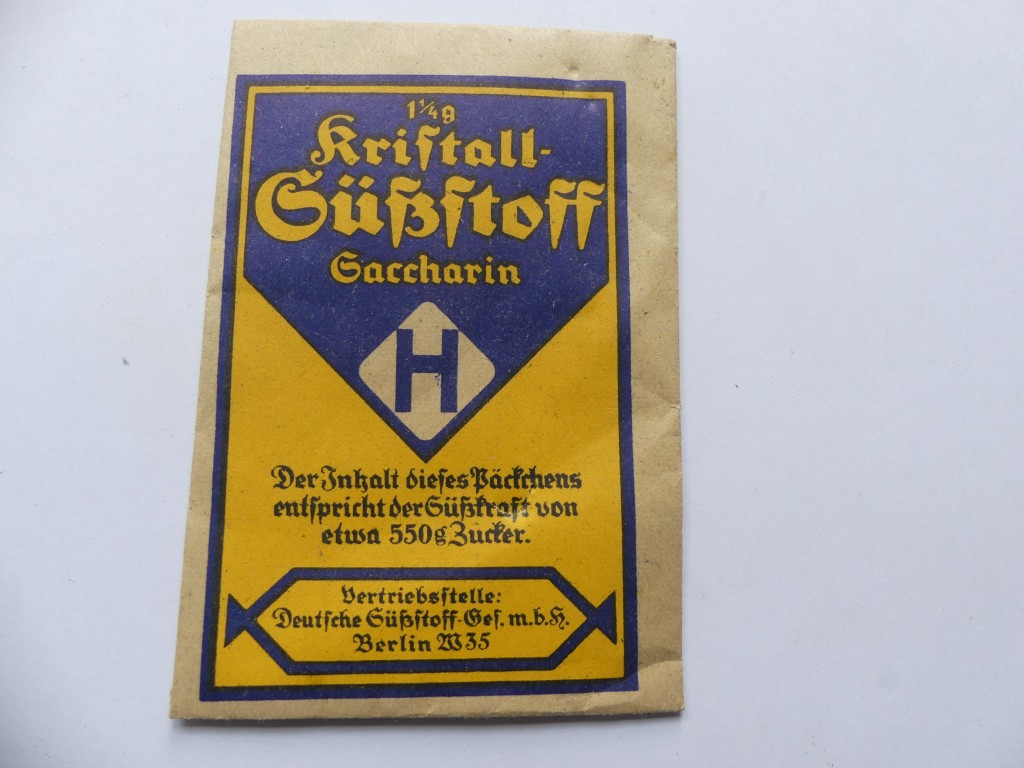 1¼g
Kristall-
Süßstoff
Saccharin
H
Der Inhalt dieses Päckchens
entspricht der Süßkraft von
etwa 550g Zucker.
Vertriebsstelle:
Deutsche Süßstoff-Ges. m.b.H.
Berlin W35